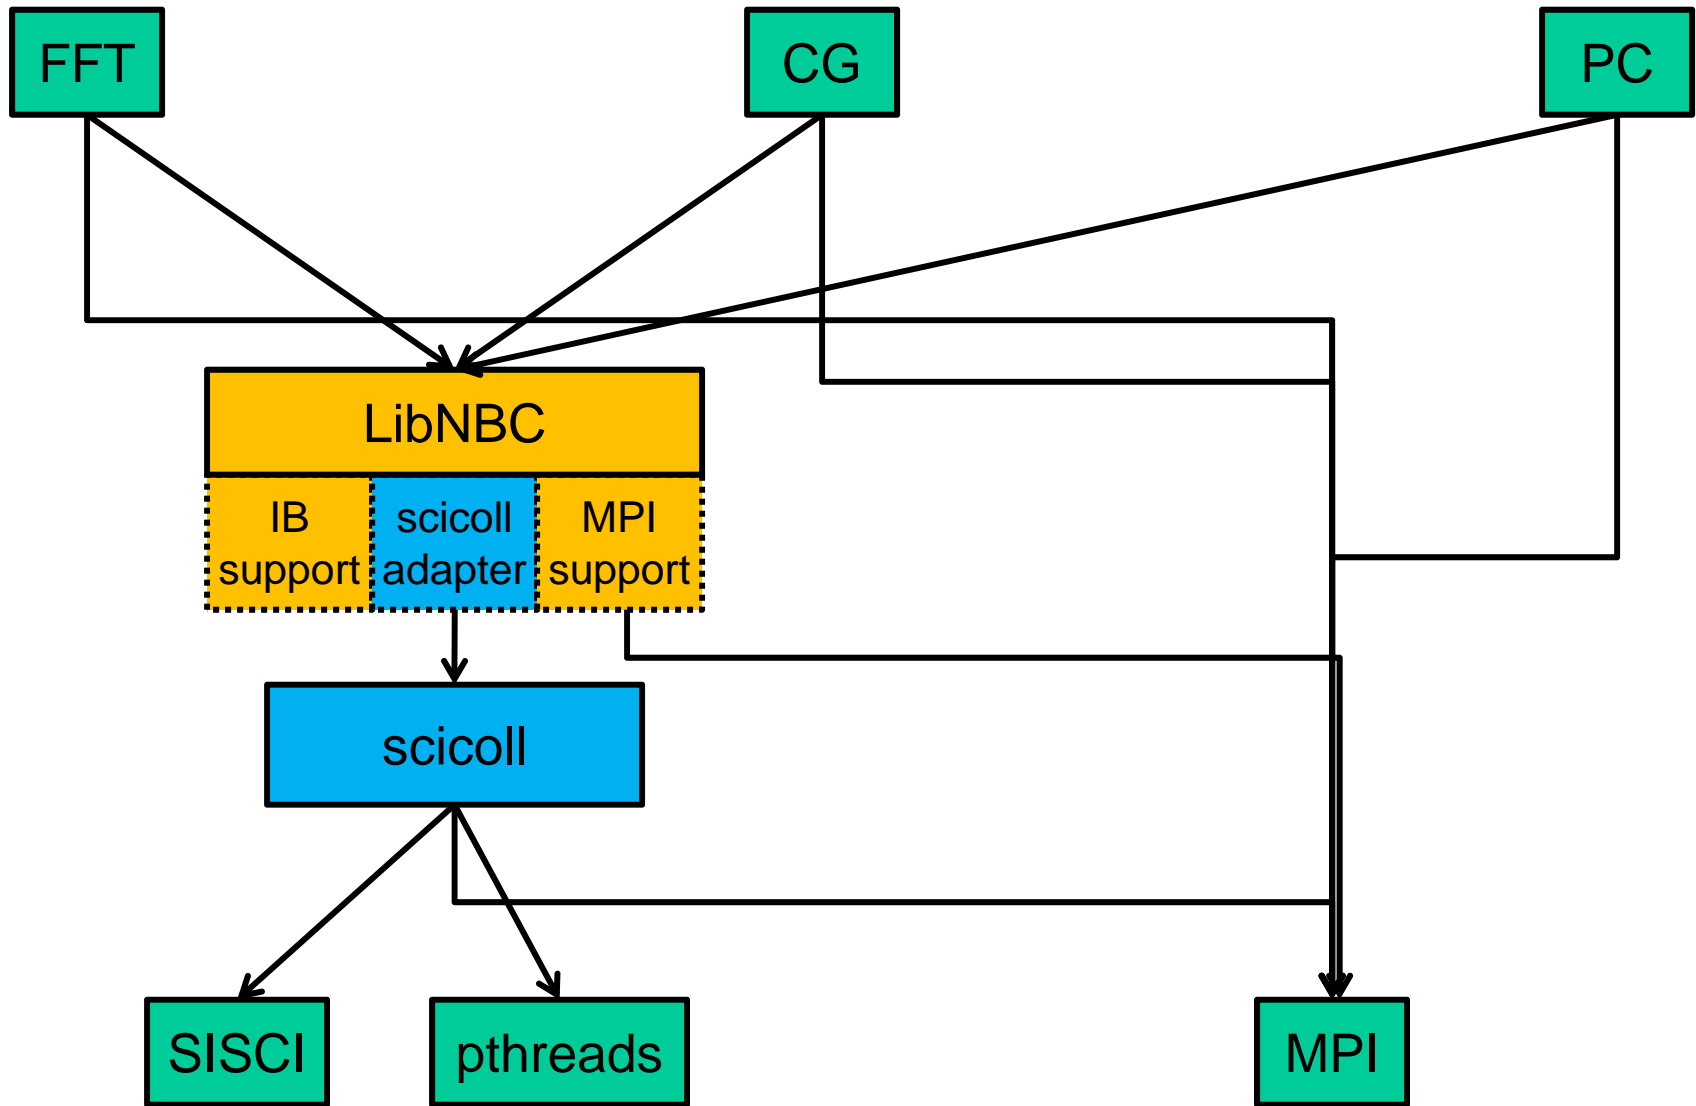 FFT
CG
PC
LibNBC
IB
support
scicoll
adapter
MPI
support
scicoll
SISCI
pthreads
MPI